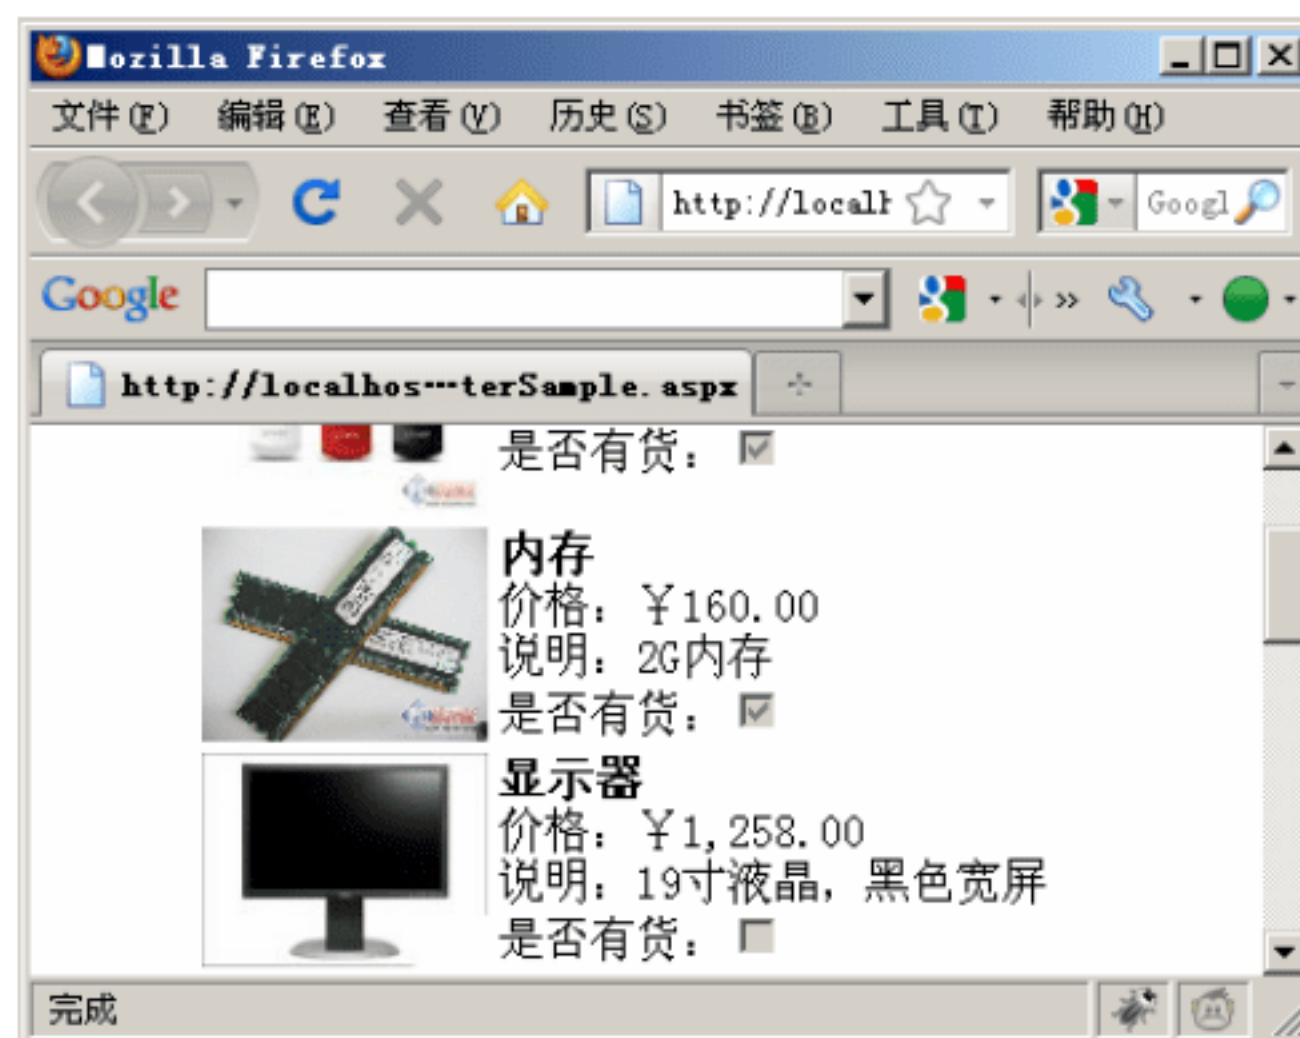 Mozilla Firefox
文件(F) 编辑(E) 查看(V) 历史(S) 书签(B) 工具(T) 帮助(H)
http://localh Googl
Google
http://localhos…terSample.aspx
是否有货：
内存
价格：￥160.00
说明：2G内存
是否有货：
显示器
价格：￥1,258.00
说明：19寸液晶，黑色宽屏
是否有货：
完成